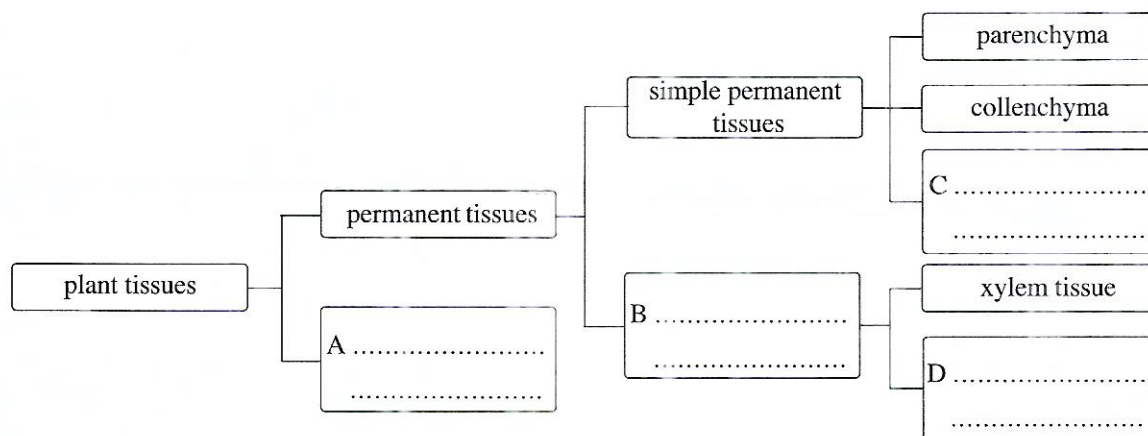 parenchyma
simple permanent
tissues
collenchyma
C ..............................
..............................
permanent tissues
plant tissues
xylem tissue
B ..............................
..............................
A ..............................
..............................
D ..............................
..............................